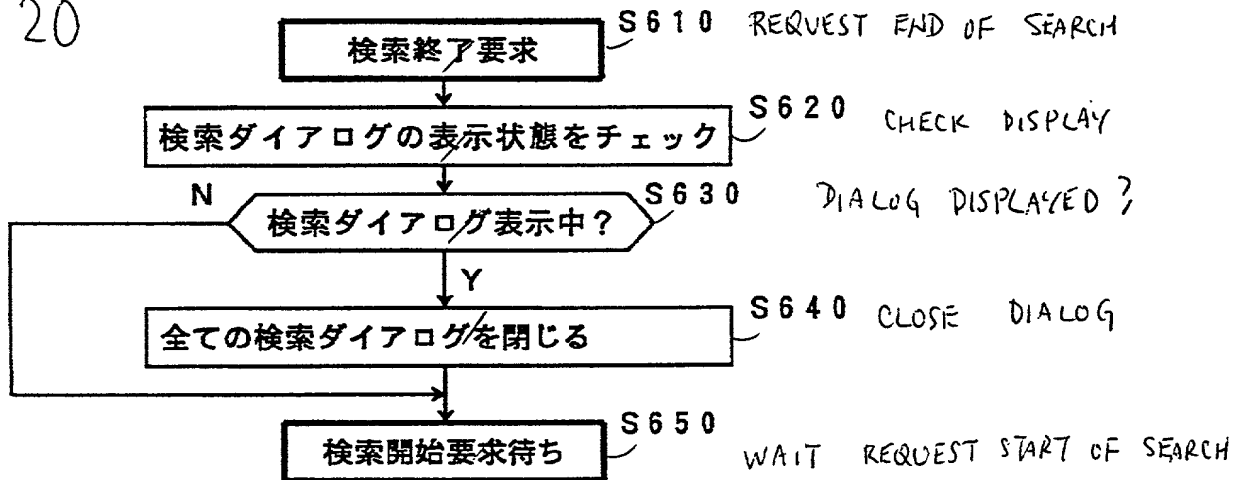 20
検索終了要求 S610 REQUEST END OF SEARCH
検索ダイアログの表示状態をチェック S620 CHECK DISPLAY
N 検索ダイアログ表示中? S630 DIALOG DISPLAYED ?
Y
全ての検索ダイアログを閉じる S640 CLOSE DIALOG
検索開始要求待ち S650 WAIT REQUEST START OF SEARCH